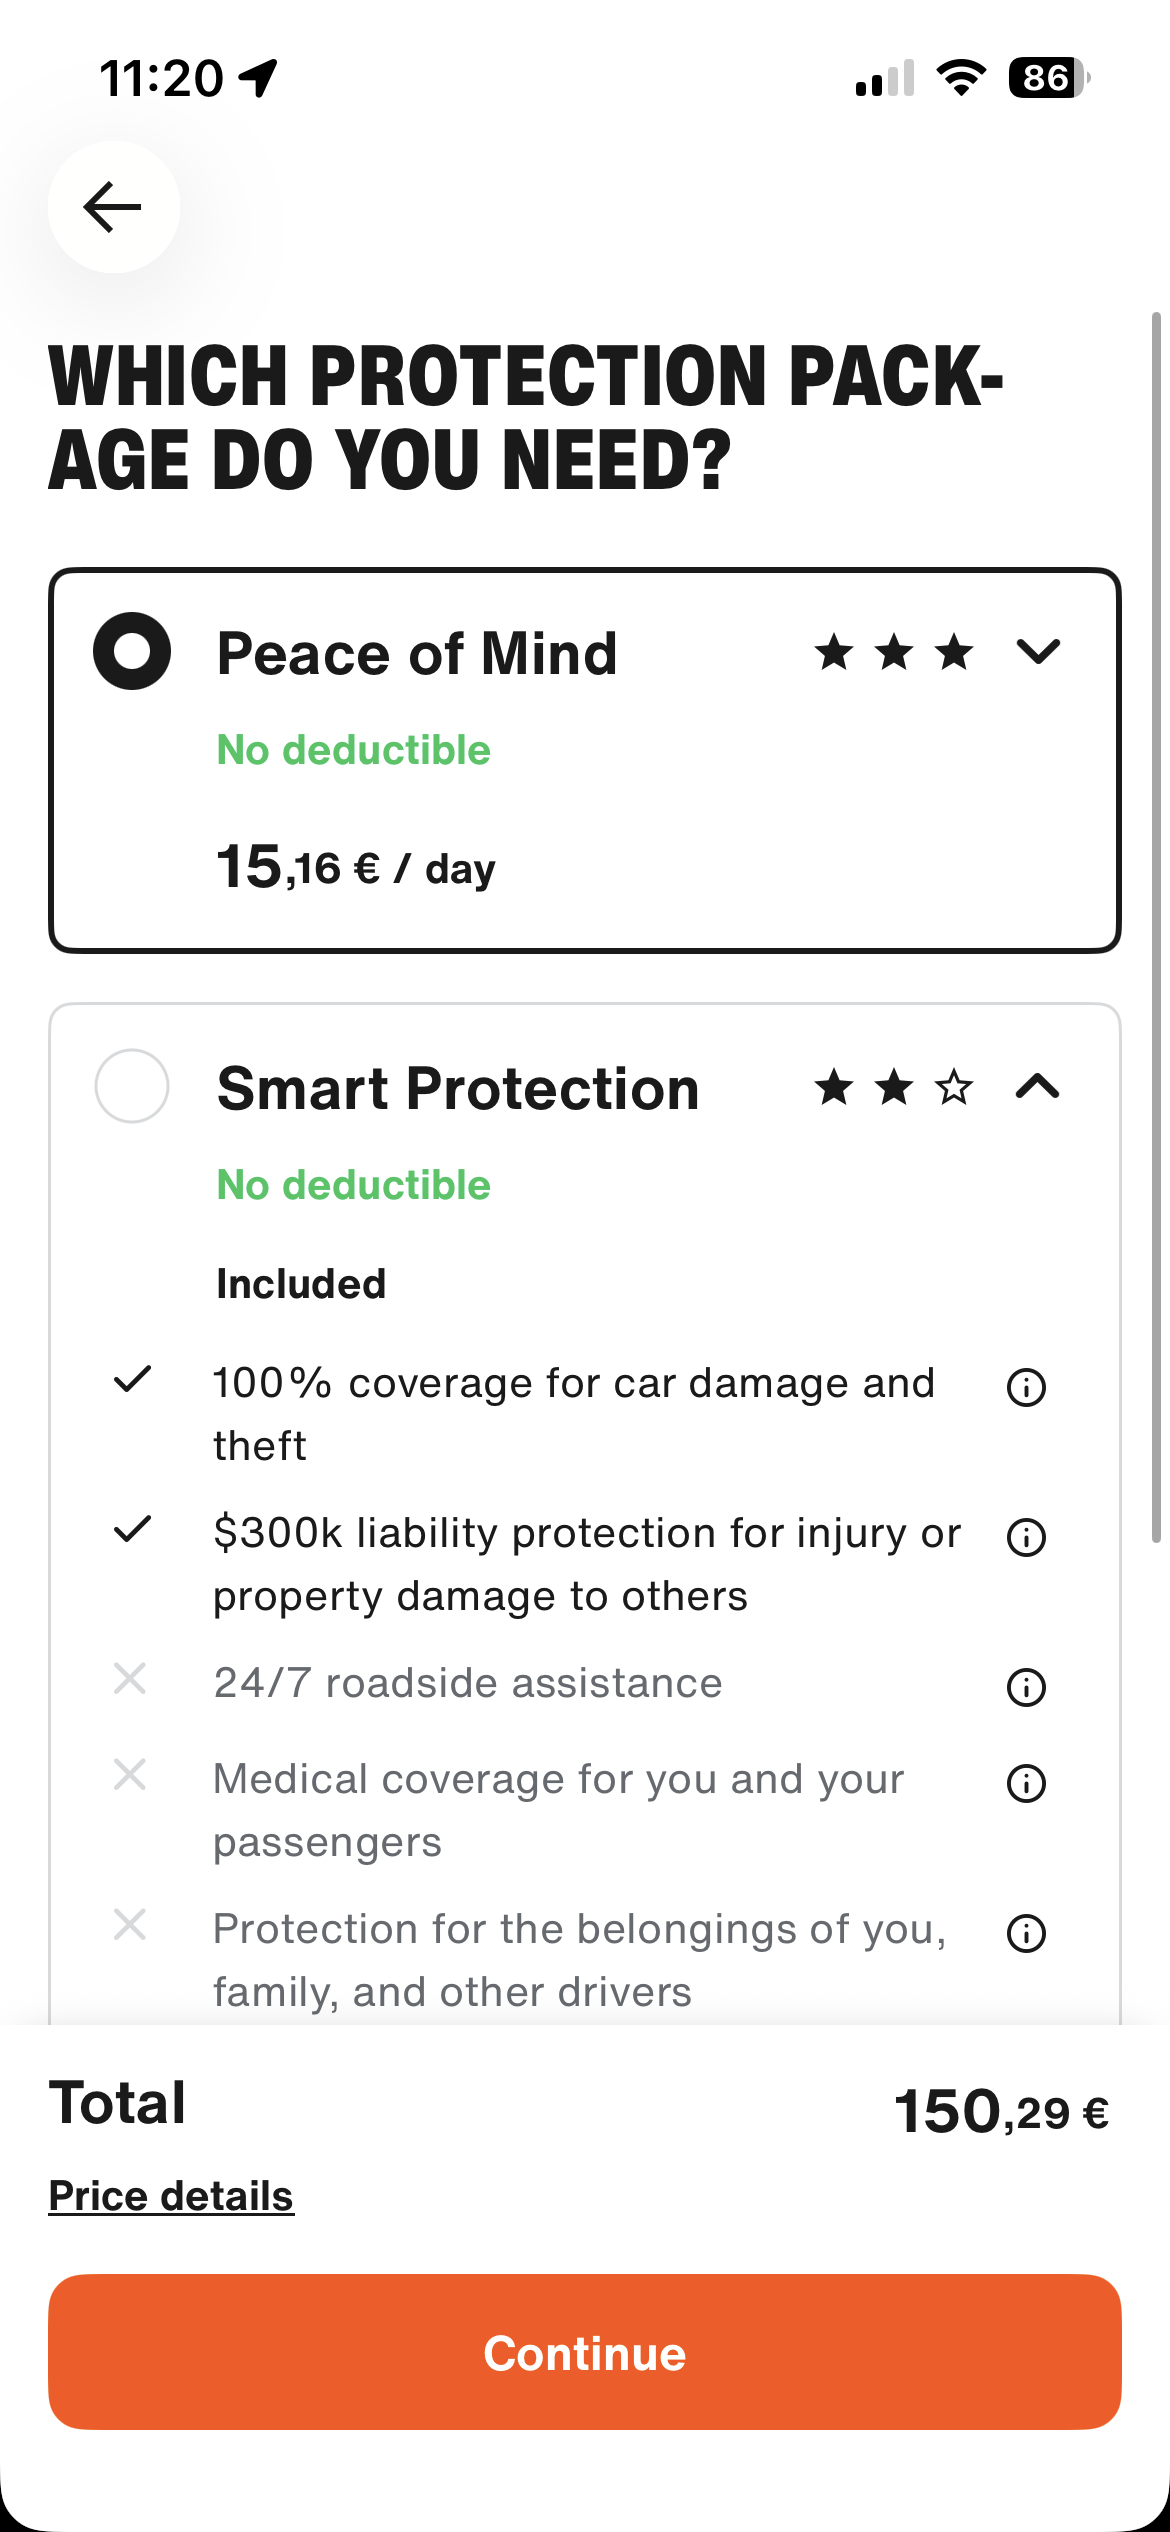 11:20
86
WHICH PROTECTION PACK-
AGE DO YOU NEED?
Peace of Mind
No deductible
15,16 € / day
Smart Protection
No deductible
Included
100% coverage for car damage and
theft
$300k liability protection for injury or
property damage to others
24/7 roadside assistance
Medical coverage for you and your
passengers
Protection for the belongings of you,
family, and other drivers
Total
150,29 €
Price details
Continue